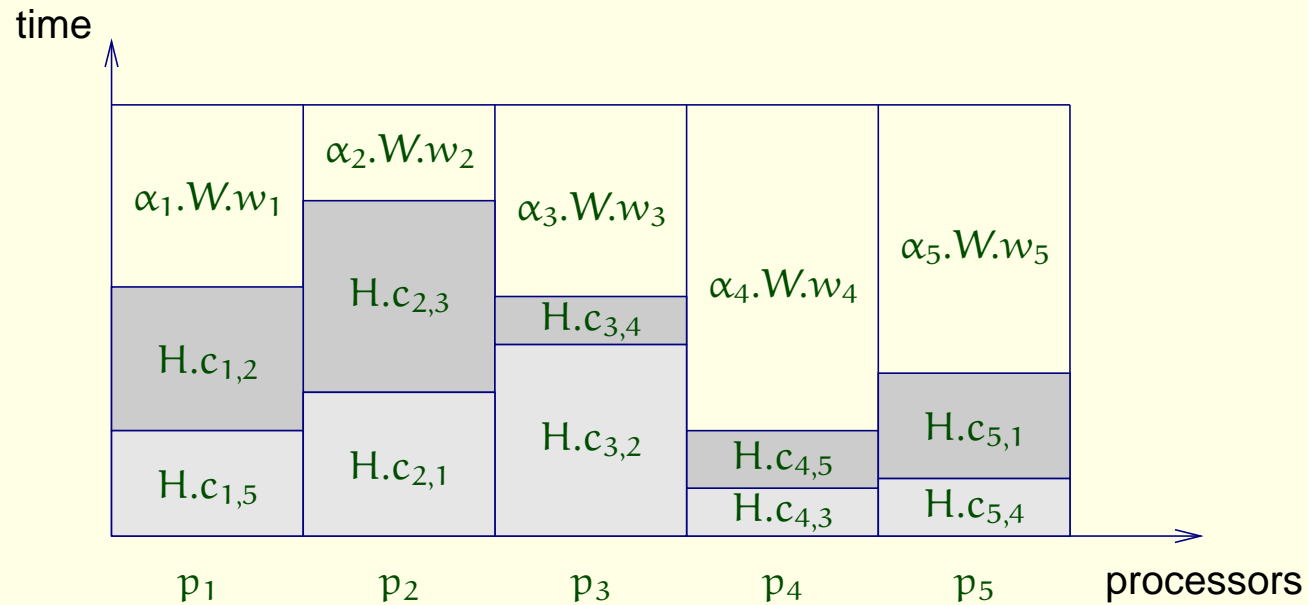 time
α₁.W.w₁
α₂.W.w₂
α₃.W.w₃
α₄.W.w₄
α₅.W.w₅
H.c₁,₂
H.c₂,₃
H.c₃,₄
H.c₄,₅
H.c₅,₁
H.c₁,₅
H.c₂,₁
H.c₃,₂
H.c₄,₃
H.c₅,₄
p₁ p₂ p₃ p₄ p₅ processors